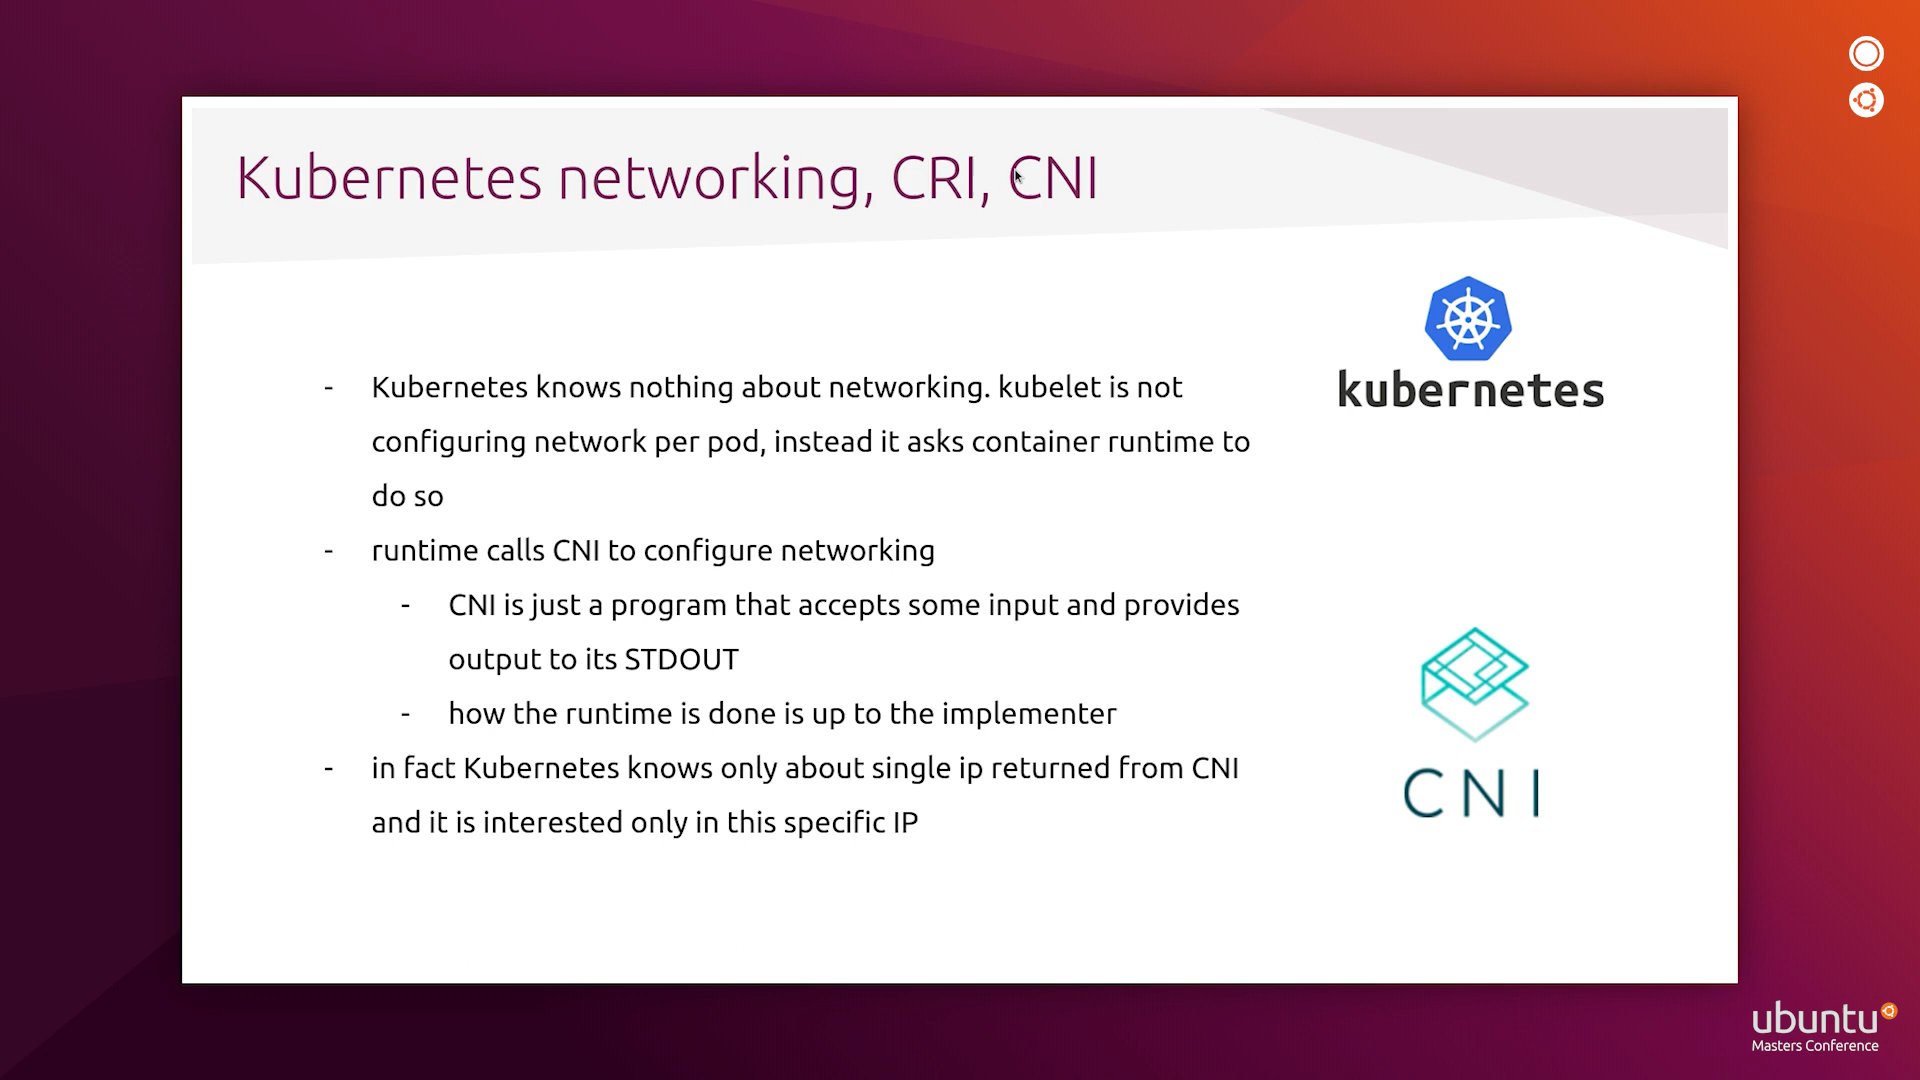 Kubernetes networking, CRI, CNI
- Kubernetes knows nothing about networking. kubelet is not
configuring network per pod, instead it asks container runtime to
do so
- runtime calls CNI to configure networking
- CNI is just a program that accepts some input and provides
output to its STDOUT
- how the runtime is done is up to the implementer
- in fact Kubernetes knows only about single ip returned from CNI
and it is interested only in this specific IP
kubernetes
CNI
ubuntu
Masters Conference